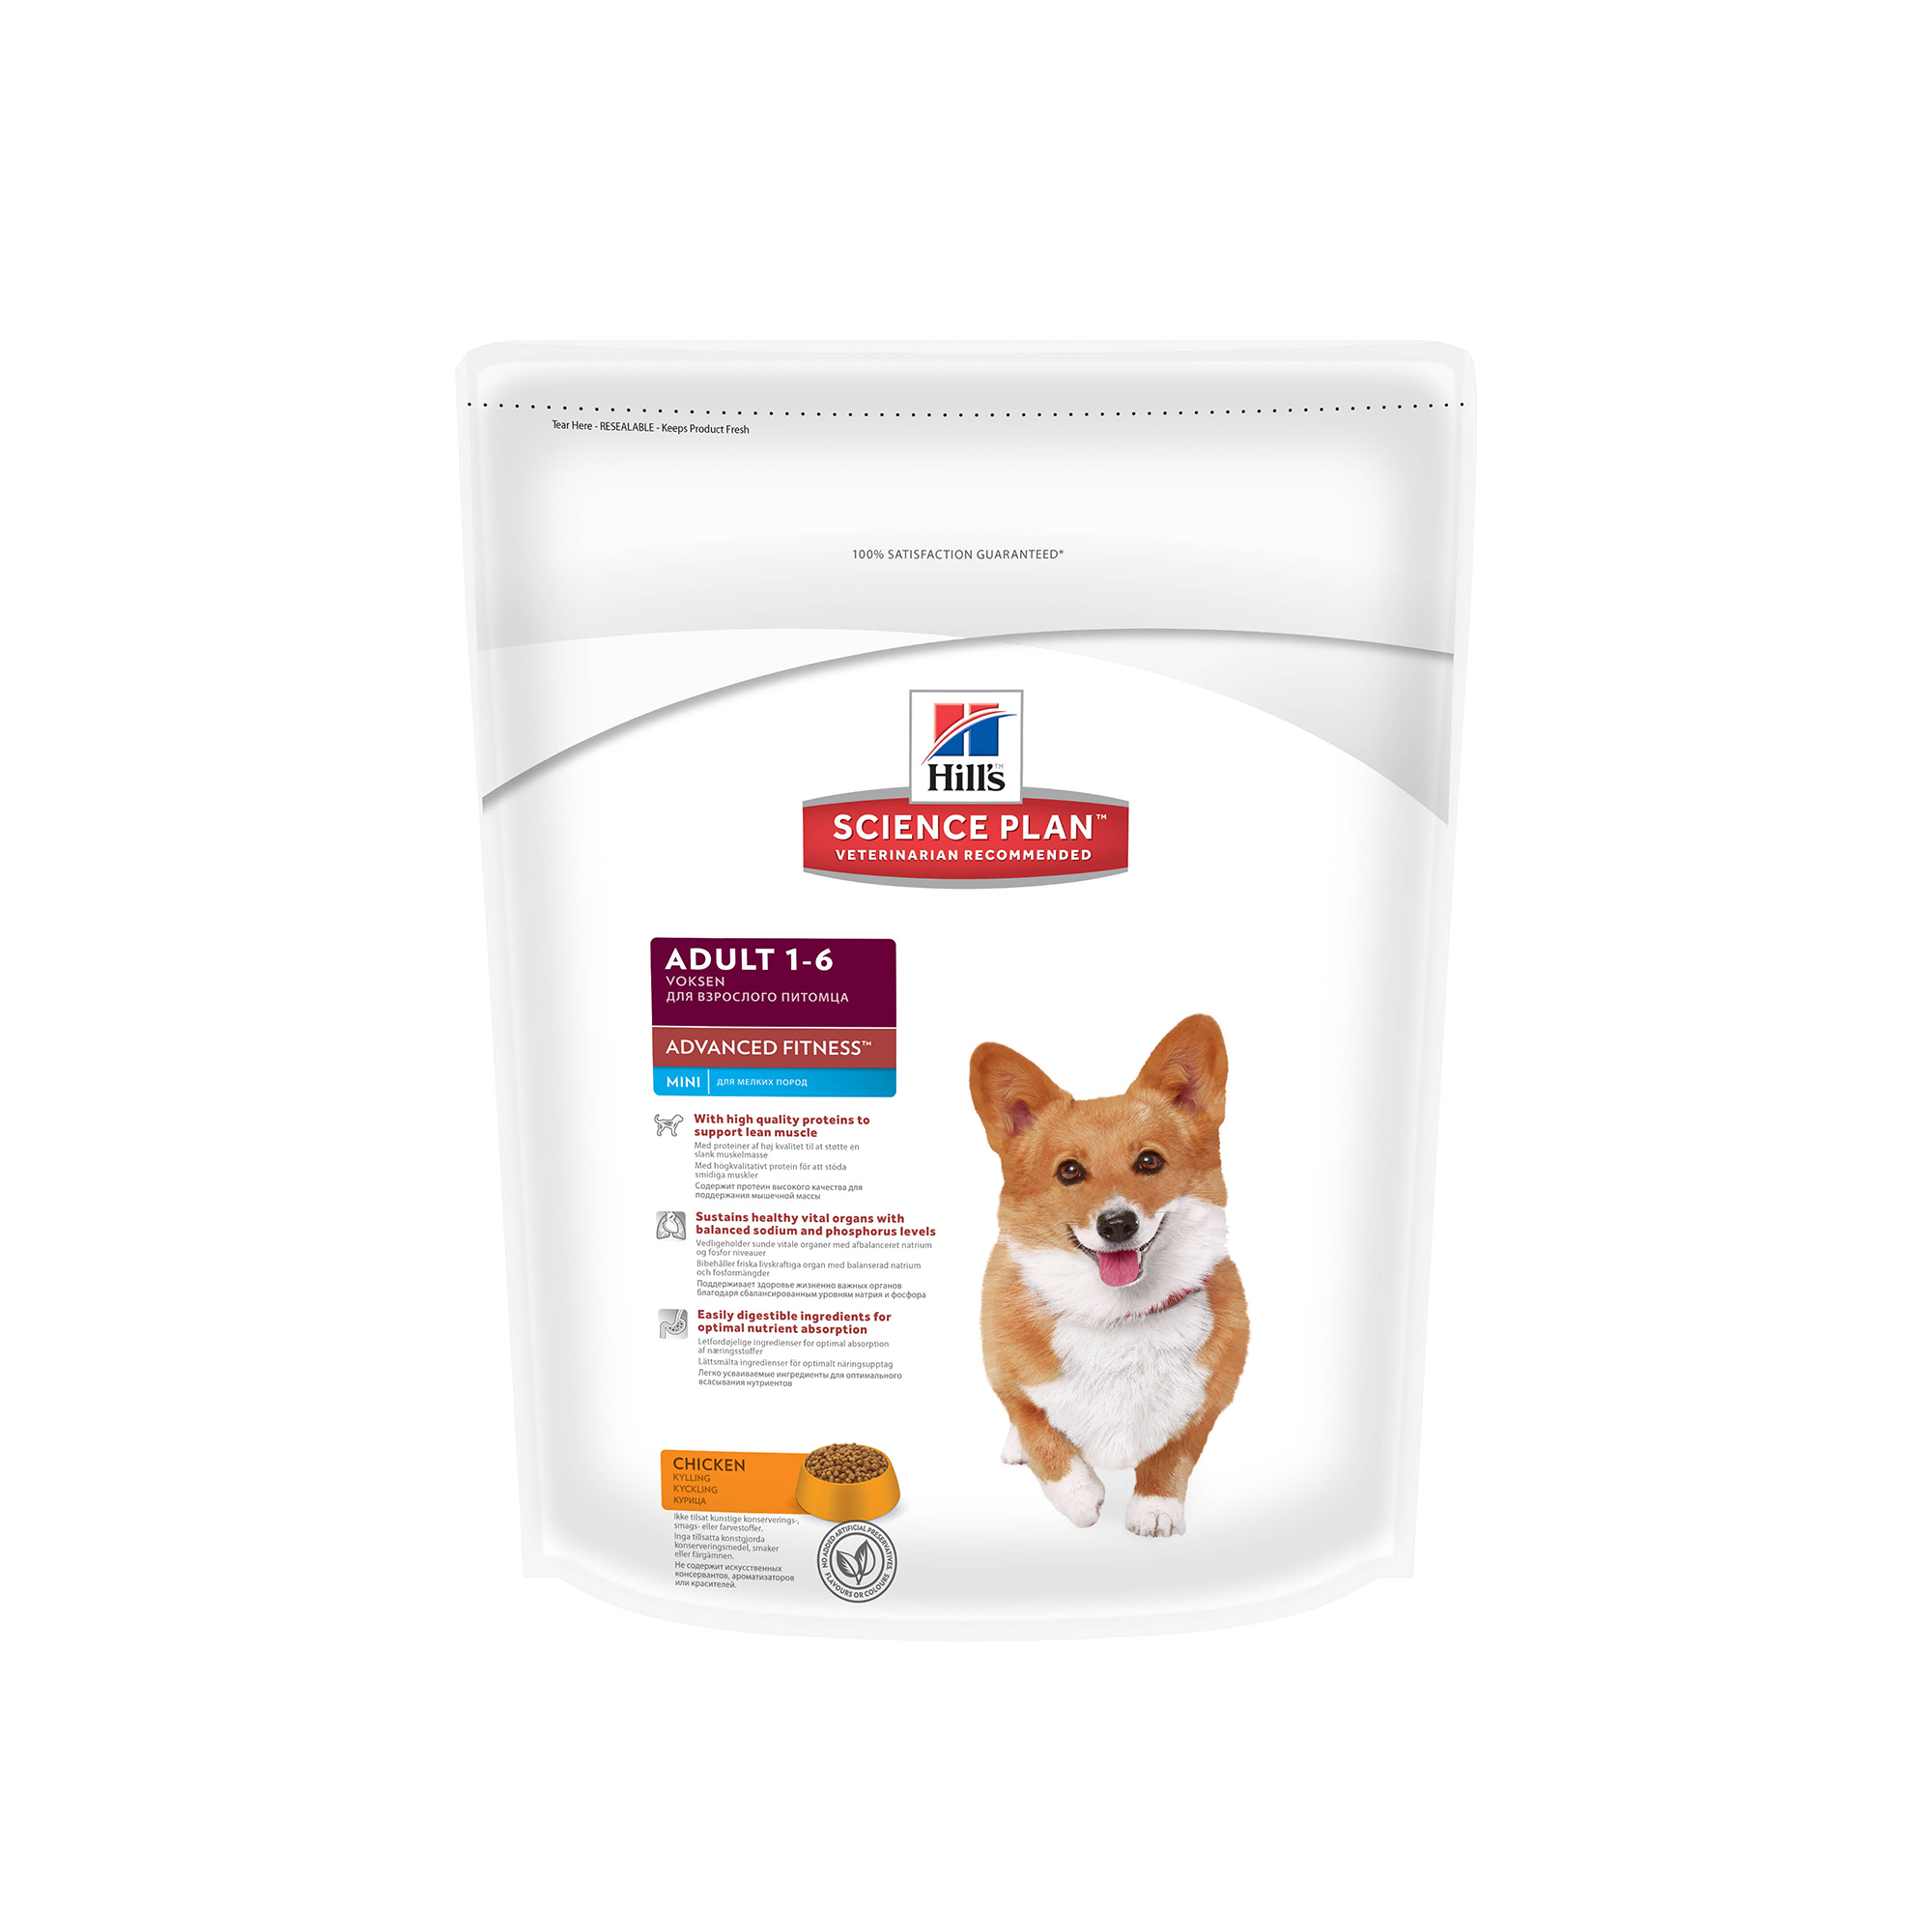 Tear Here - RESEALABLE - Keeps Product Fresh
100% SATISFACTION GUARANTEED*
Hill's™
SCIENCE PLAN™
VETERINARIAN RECOMMENDED
ADULT 1-6
VOKSEN
ДЛЯ ВЗРОСЛОГО ПИТОМЦА
ADVANCED FITNESS™
MINI | ДЛЯ МЕЛКИХ ПОРОД
With high quality proteins to
support lean muscle
Med proteiner af høj kvalitet til at støtte en
slank muskelmasse
Med högkvalitativt protein för att stöda
smidiga muskler
Содержит протеин высокого качества для
поддержания мышечной массы
Sustains healthy vital organs with
balanced sodium and phosphorus levels
Vedligeholder sunde vitale organer med afbalanceret natrium
og fosfor niveauer
Bibehåller friska livskraftiga organ med balanserad natrium
och fosformängder
Поддерживает здоровье жизненно важных органов
благодаря сбалансированным уровням натрия и фосфора
Easily digestible ingredients for
optimal nutrient absorption
Letfordøjelige ingredienser for optimal absorption
af næringsstoffer
Lättsmälta ingredienser för optimalt näringsupptag
Легко усваиваемые ингредиенты для оптимального
всасывания нутриентов
CHICKEN
KYLLING
KYCKLING
КУРИЦА
Ikke tilsat kunstige konserverings-,
smags- eller farvestoffer.
Inga tillsatta konstgjorda
konserveringsmedel, smaker
eller färgämnen.
Не содержит искусственных
консервантов, ароматизаторов
или красителей.
NO ADDED ARTIFICIAL PRESERVATIVES
FLAVOURS OR COLOURS